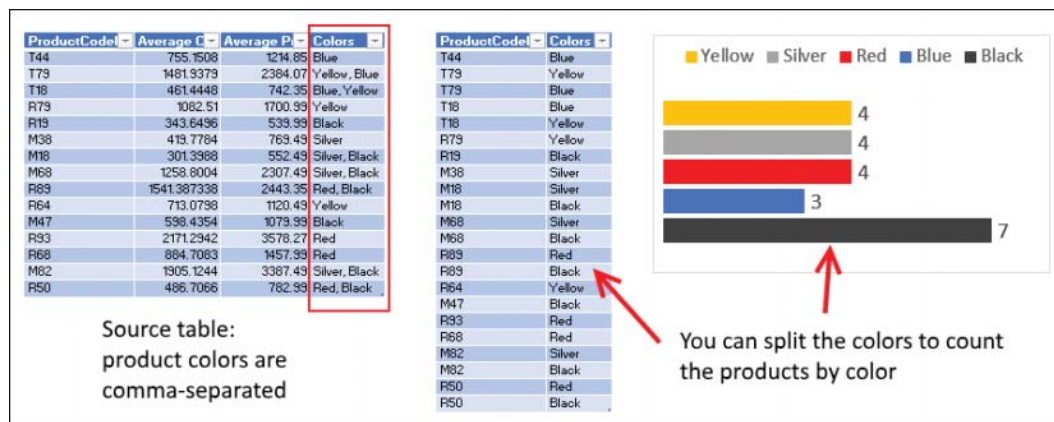 ProductCodeI Average C Average P Colors
T44 755.1508 1214.85 Blue
T79 1481.9379 2384.07 Yellow, Blue
T18 461.4448 742.35 Blue, Yellow
R79 1082.51 1700.99 Yellow
R19 343.6496 539.99 Black
M38 419.7784 769.49 Silver
M18 301.3988 552.49 Silver, Black
M68 1258.8004 2307.49 Silver, Black
R89 1541.387338 2443.35 Red, Black
R64 713.0798 1120.49 Yellow
M47 598.4354 1079.99 Black
R93 2171.2942 3578.27 Red
R68 884.7083 1457.99 Red
M82 1905.1244 3387.49 Silver, Black
R50 486.7066 782.99 Red, Black
Source table:
product colors are
comma-separated
ProductCodeI Colors
T44 Blue
T79 Yellow
T79 Blue
T18 Blue
T18 Yellow
R79 Yellow
R19 Black
M38 Silver
M18 Silver
M18 Black
M68 Silver
M68 Black
R89 Red
R89 Black
R64 Yellow
M47 Black
R93 Red
R68 Red
M82 Silver
M82 Black
R50 Red
R50 Black
Yellow Silver Red Blue Black
4
4
4
3
7
You can split the colors to count
the products by color